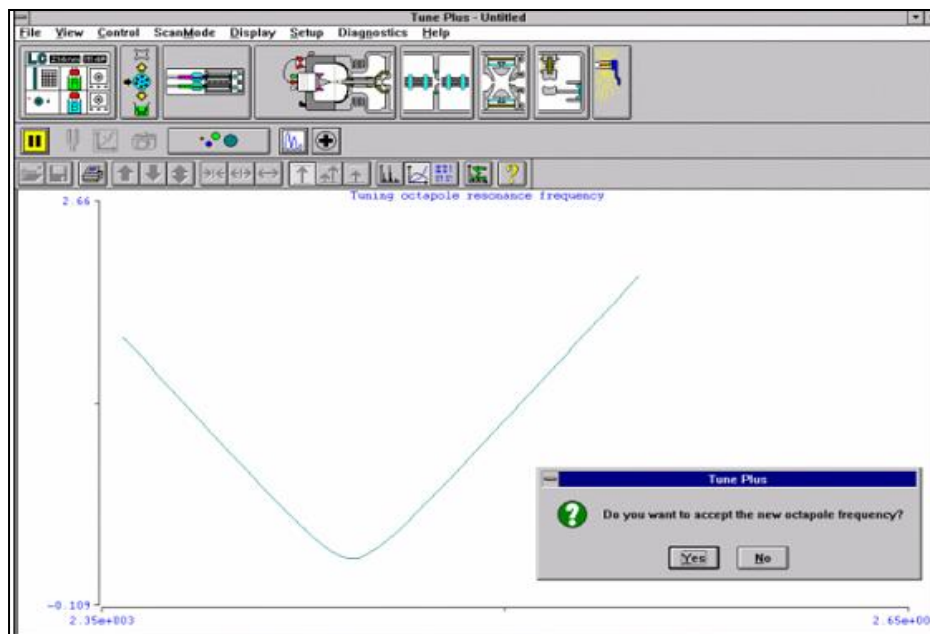 Tune Plus - Untitled
File View Control ScanMode Display Setup Diagnostics Help
LC
A
B
Tuning octapole resonance frequency
2.66
Tune Plus
Do you want to accept the new octapole frequency?
Yes No
-0.109
2.35e+003 2.65e+00